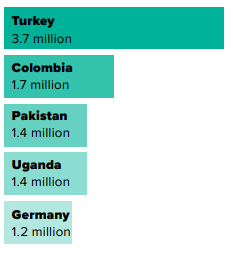 Turkey
3.7 million
Colombia
1.7 million
Pakistan
1.4 million
Uganda
1.4 million
Germany
1.2 million